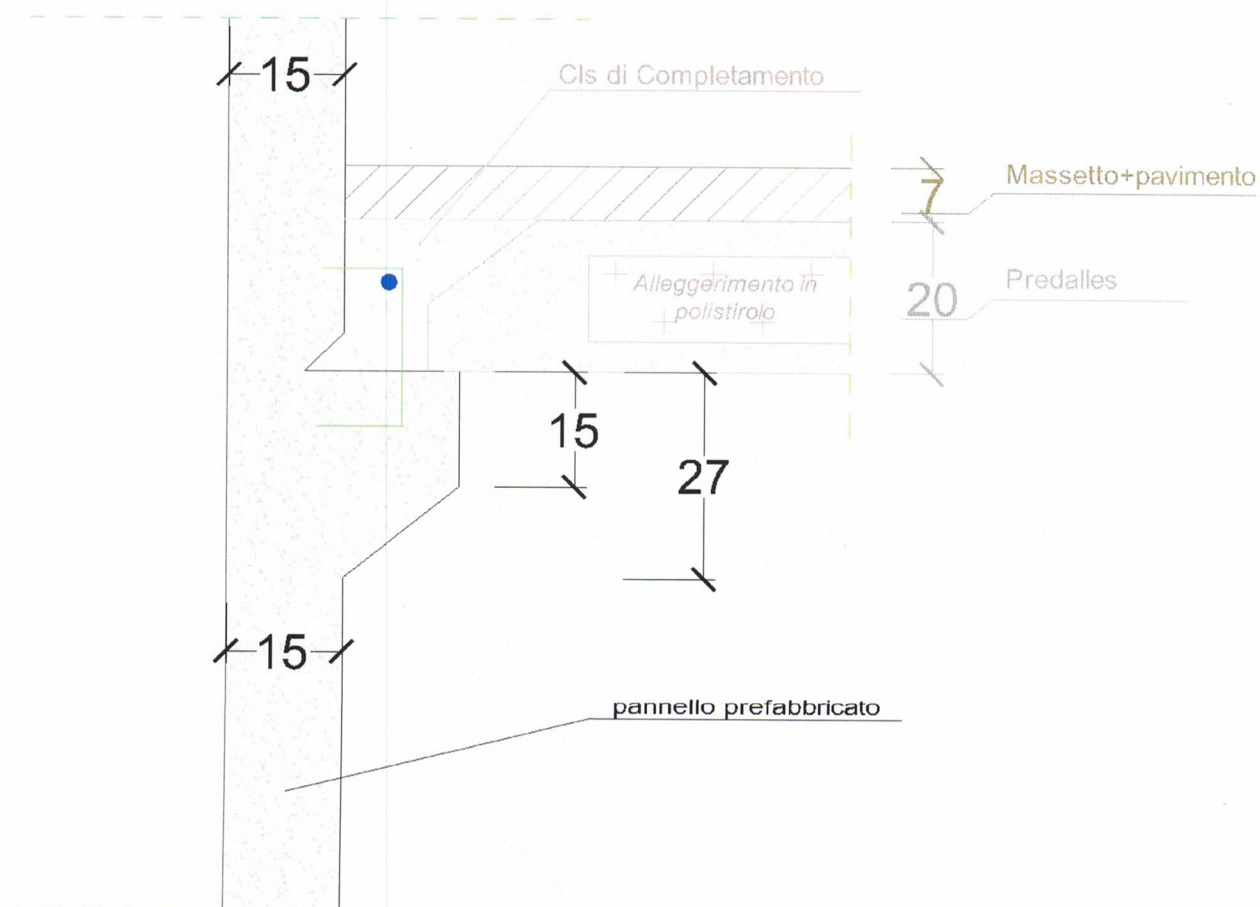 15
Cls di Completamento
Massetto+pavimento
7
Alleggerimento in
polistirolo
Predalles
20
15
27
15
pannello prefabbricato